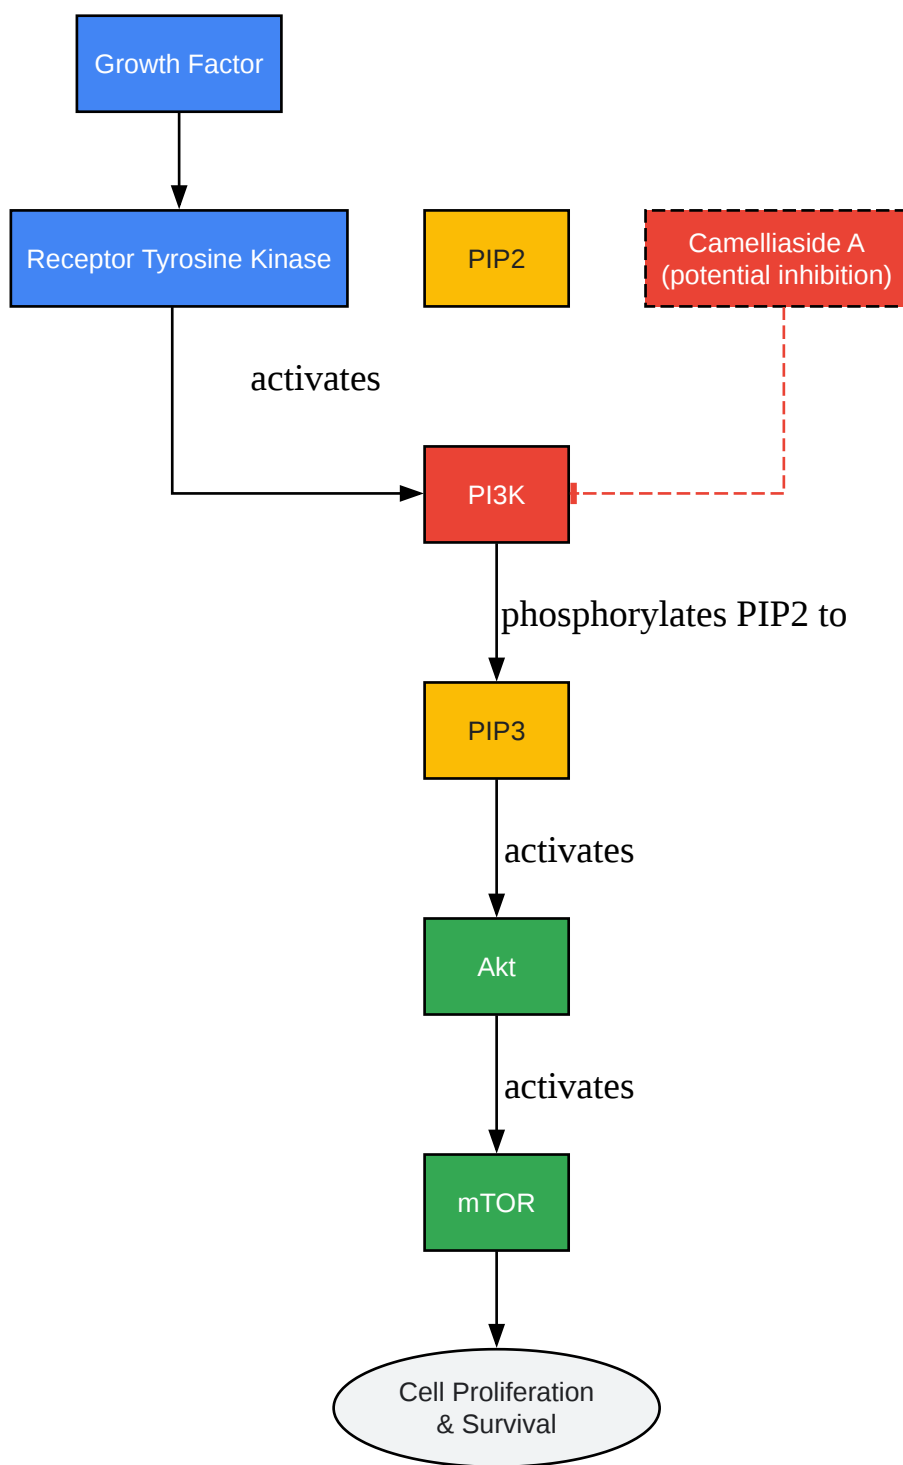 Growth Factor
Receptor Tyrosine Kinase
PIP2
Camelliaside A
(potential inhibition)
activates
PI3K
phosphorylates PIP2 to
PIP3
activates
Akt
activates
mTOR
Cell Proliferation
& Survival